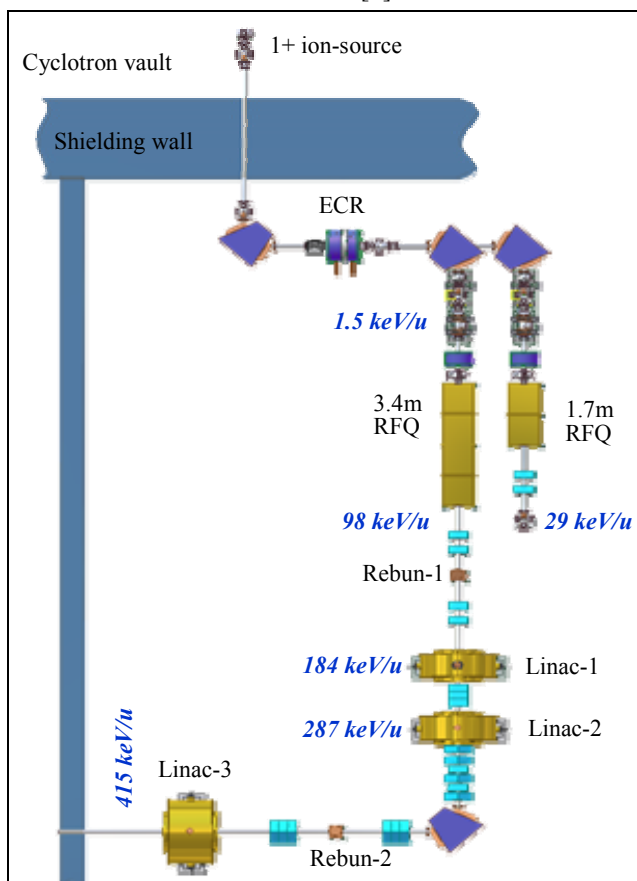 1+ ion-source
Cyclotron vault
Shielding wall
ECR
1.5 keV/u
3.4m
RFQ
1.7m
RFQ
98 keV/u
29 keV/u
Rebun-1
184 keV/u
Linac-1
287 keV/u
Linac-2
415 keV/u
Linac-3
Rebun-2